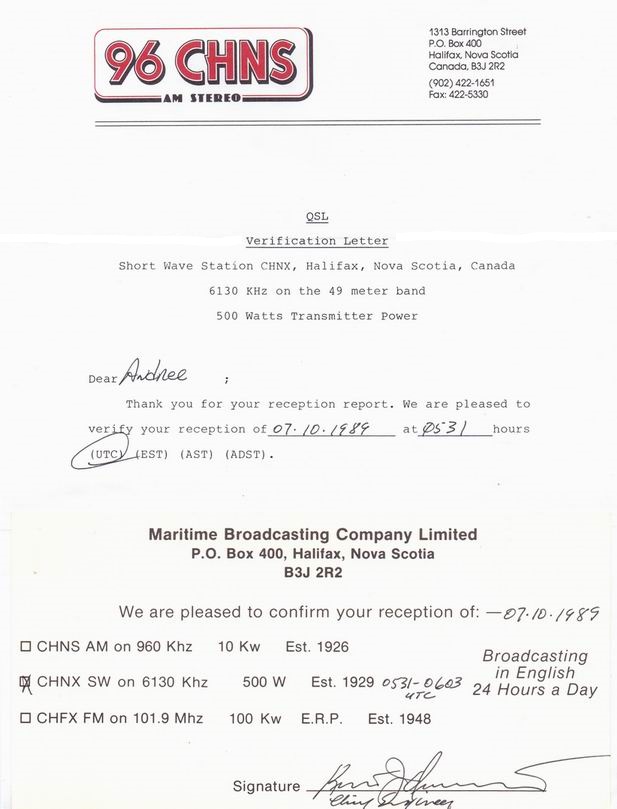 96 CHNS
AM STEREO
1313 Barrington Street
P.O. Box 400
Halifax, Nova Scotia
Canada, B3J 2R2
(902) 422-1651
Fax: 422-5330
QSL
Verification Letter
Short Wave Station CHNX, Halifax, Nova Scotia, Canada
6130 KHz on the 49 meter band
500 Watts Transmitter Power
Dear Andree ;
Thank you for your reception report. We are pleased to
verify your reception of 07.10.1989 at 0531 hours
(UTC) (EST) (AST) (ADST).
Maritime Broadcasting Company Limited
P.O. Box 400, Halifax, Nova Scotia
B3J 2R2
We are pleased to confirm your reception of: —07.10.1989
CHNS AM on 960 Khz 10 Kw Est. 1926
CHNX SW on 6130 Khz 500 W Est. 1929 0531-0603
UTC
CHFX FM on 101.9 Mhz 100 Kw E.R.P. Est. 1948
Broadcasting
in English
24 Hours a Day
Signature
Chief Engineer